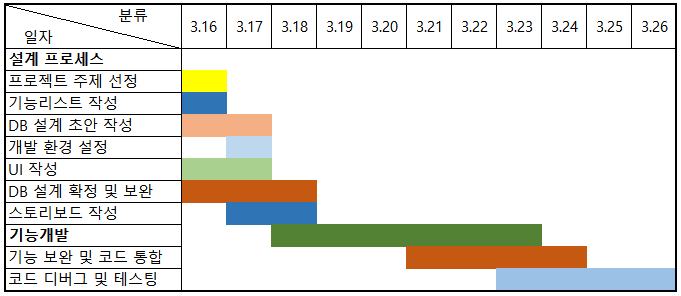 분류
일자
3.16 3.17 3.18 3.19 3.20 3.21 3.22 3.23 3.24 3.25 3.26
설계 프로세스
프로젝트 주제 선정
기능리스트 작성
DB 설계 초안 작성
개발 환경 설정
UI 작성
DB 설계 확정 및 보완
스토리보드 작성
기능개발
기능 보완 및 코드 통합
코드 디버그 및 테스팅